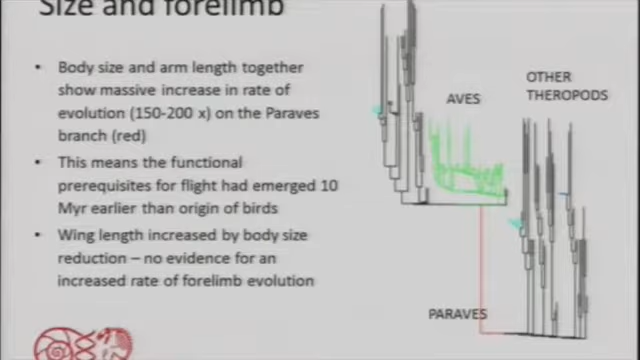 Size and forelimb
• Body size and arm length together
show massive increase in rate of
evolution (150-200 x) on the Paraves
branch (red)
• This means the functional
prerequisites for flight had emerged 10
Myr earlier than origin of birds
• Wing length increased by body size
reduction – no evidence for an
increased rate of forelimb evolution
AVES
OTHER
THEROPODS
PARAVES